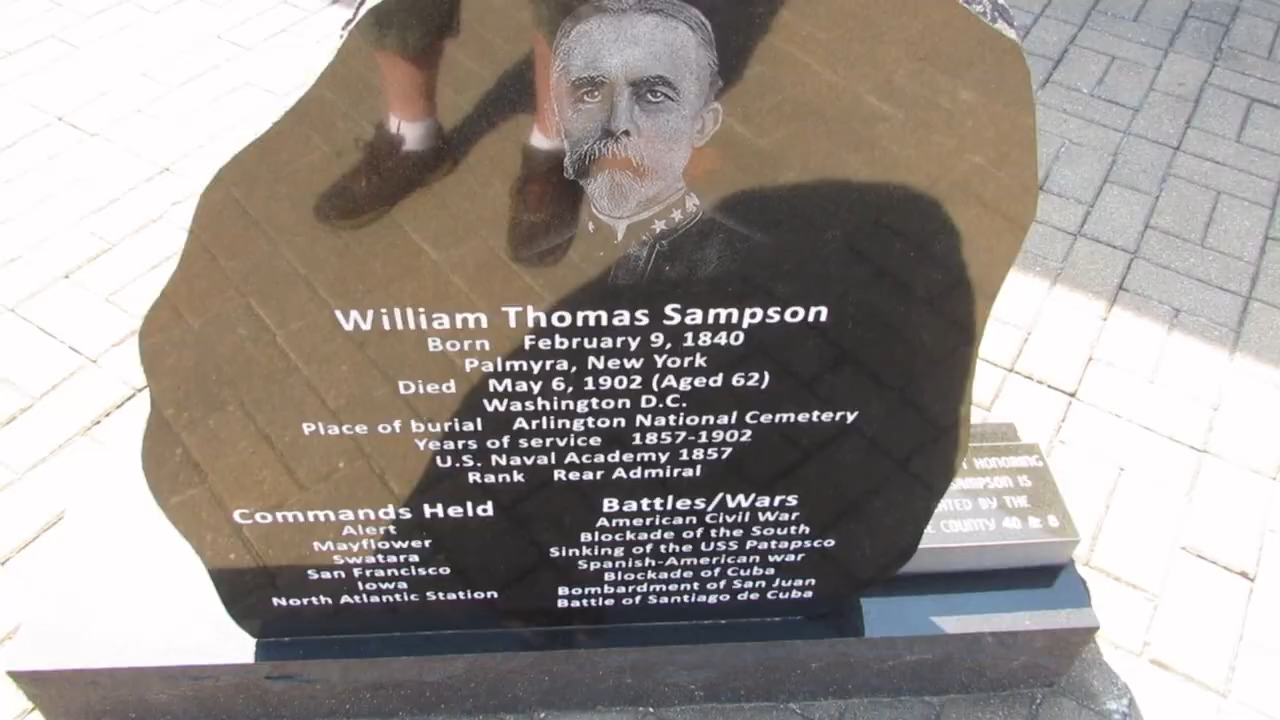 William Thomas Sampson
Born February 9, 1840
Palmyra, New York
Died May 6, 1902 (Aged 62)
Washington D.C.
Place of burial Arlington National Cemetery
Years of service 1857-1902
U.S. Naval Academy 1857
Rank Rear Admiral
Commands Held
Alert
Mayflower
Swatara
San Francisco
Iowa
North Atlantic Station
Battles/Wars
American Civil War
Blockade of the South
Sinking of the USS Patapsco
Spanish-American war
Blockade of Cuba
Bombardment of San Juan
Battle of Santiago de Cuba
HONORING
SAMPSON IS
BY THE
COUNTY 40 & 8